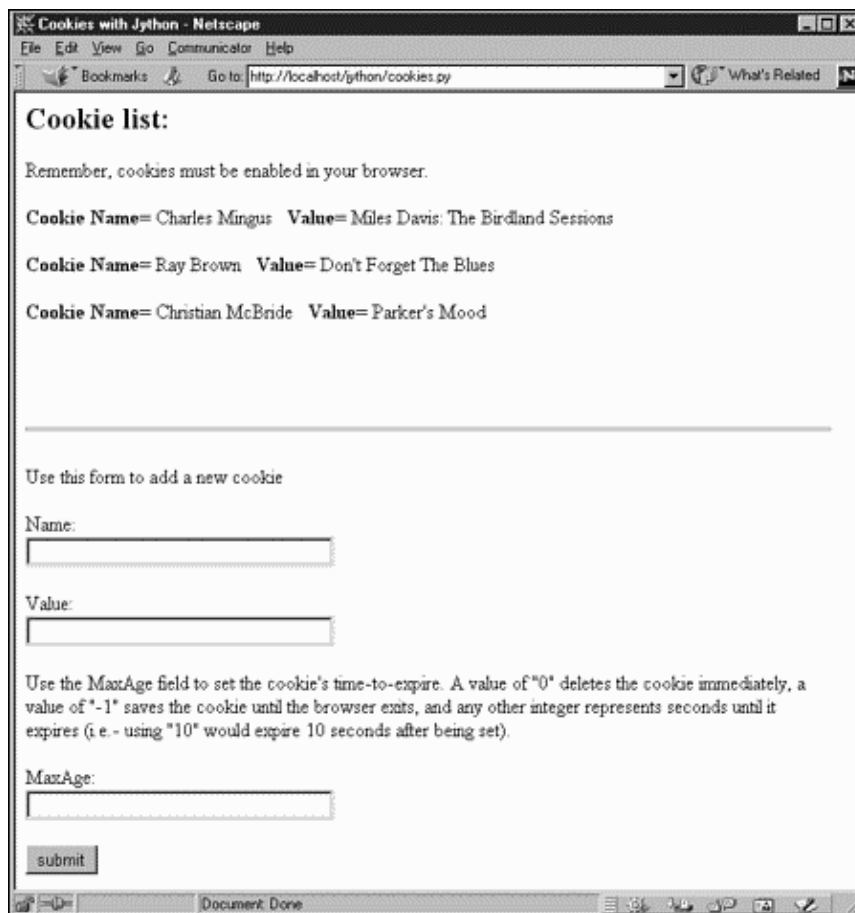 Cookies with Jython - Netscape
File Edit View Go Communicator Help
Bookmarks Go to: http://localhost/jython/cookies.py What's Related N
Cookie list:
Remember, cookies must be enabled in your browser.
Cookie Name= Charles Mingus Value= Miles Davis: The Birdland Sessions
Cookie Name= Ray Brown Value= Don't Forget The Blues
Cookie Name= Christian McBride Value= Parker's Mood
Use this form to add a new cookie
Name:
Value:
Use the MaxAge field to set the cookie's time-to-expire. A value of "0" deletes the cookie immediately, a
value of "-1" saves the cookie until the browser exits, and any other integer represents seconds until it
expires (i.e.- using "10" would expire 10 seconds after being set).
MaxAge:
submit
Document: Done